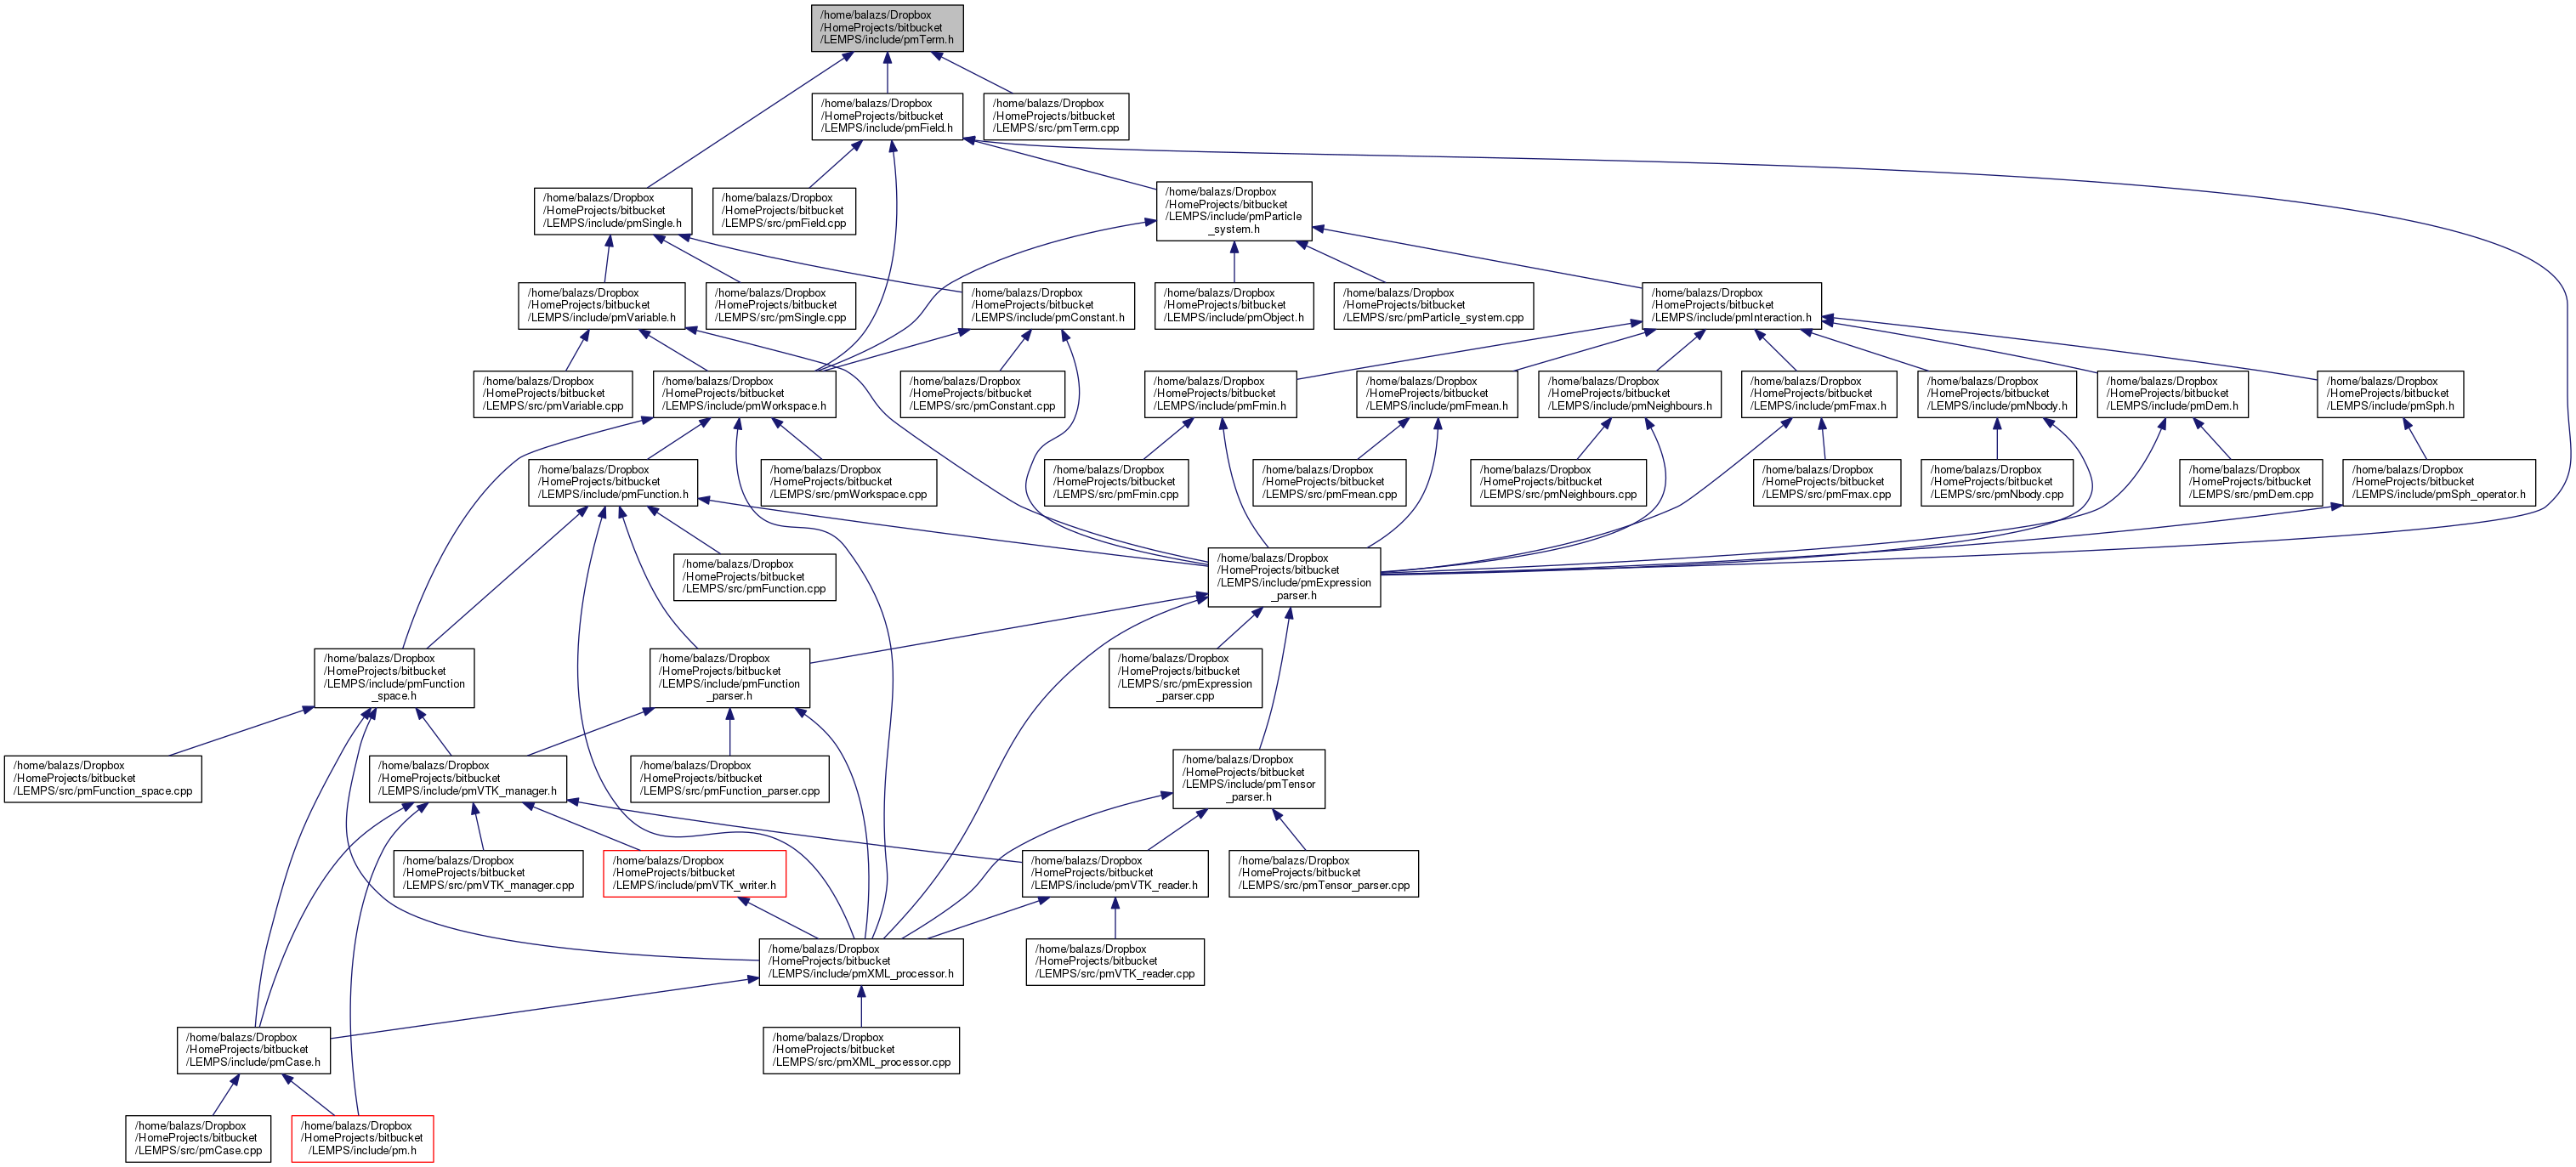 /home/balazs/Dropbox
/HomeProjects/bitbucket
/LEMPS/include/pmTerm.h
/home/balazs/Dropbox
/HomeProjects/bitbucket
/LEMPS/include/pmField.h
/home/balazs/Dropbox
/HomeProjects/bitbucket
/LEMPS/src/pmTerm.cpp
/home/balazs/Dropbox
/HomeProjects/bitbucket
/LEMPS/include/pmSingle.h
/home/balazs/Dropbox
/HomeProjects/bitbucket
/LEMPS/src/pmField.cpp
/home/balazs/Dropbox
/HomeProjects/bitbucket
/LEMPS/include/pmParticle
_system.h
/home/balazs/Dropbox
/HomeProjects/bitbucket
/LEMPS/include/pmVariable.h
/home/balazs/Dropbox
/HomeProjects/bitbucket
/LEMPS/src/pmSingle.cpp
/home/balazs/Dropbox
/HomeProjects/bitbucket
/LEMPS/include/pmConstant.h
/home/balazs/Dropbox
/HomeProjects/bitbucket
/LEMPS/include/pmObject.h
/home/balazs/Dropbox
/HomeProjects/bitbucket
/LEMPS/src/pmParticle_system.cpp
/home/balazs/Dropbox
/HomeProjects/bitbucket
/LEMPS/include/pmInteraction.h
/home/balazs/Dropbox
/HomeProjects/bitbucket
/LEMPS/src/pmVariable.cpp
/home/balazs/Dropbox
/HomeProjects/bitbucket
/LEMPS/include/pmWorkspace.h
/home/balazs/Dropbox
/HomeProjects/bitbucket
/LEMPS/src/pmConstant.cpp
/home/balazs/Dropbox
/HomeProjects/bitbucket
/LEMPS/include/pmFmin.h
/home/balazs/Dropbox
/HomeProjects/bitbucket
/LEMPS/include/pmFmean.h
/home/balazs/Dropbox
/HomeProjects/bitbucket
/LEMPS/include/pmNeighbours.h
/home/balazs/Dropbox
/HomeProjects/bitbucket
/LEMPS/include/pmFmax.h
/home/balazs/Dropbox
/HomeProjects/bitbucket
/LEMPS/include/pmNbody.h
/home/balazs/Dropbox
/HomeProjects/bitbucket
/LEMPS/include/pmDem.h
/home/balazs/Dropbox
/HomeProjects/bitbucket
/LEMPS/include/pmSph.h
/home/balazs/Dropbox
/HomeProjects/bitbucket
/LEMPS/include/pmFunction.h
/home/balazs/Dropbox
/HomeProjects/bitbucket
/LEMPS/src/pmWorkspace.cpp
/home/balazs/Dropbox
/HomeProjects/bitbucket
/LEMPS/src/pmFmin.cpp
/home/balazs/Dropbox
/HomeProjects/bitbucket
/LEMPS/src/pmFmean.cpp
/home/balazs/Dropbox
/HomeProjects/bitbucket
/LEMPS/src/pmNeighbours.cpp
/home/balazs/Dropbox
/HomeProjects/bitbucket
/LEMPS/src/pmFmax.cpp
/home/balazs/Dropbox
/HomeProjects/bitbucket
/LEMPS/src/pmNbody.cpp
/home/balazs/Dropbox
/HomeProjects/bitbucket
/LEMPS/src/pmDem.cpp
/home/balazs/Dropbox
/HomeProjects/bitbucket
/LEMPS/include/pmSph_operator.h
/home/balazs/Dropbox
/HomeProjects/bitbucket
/LEMPS/src/pmFunction.cpp
/home/balazs/Dropbox
/HomeProjects/bitbucket
/LEMPS/include/pmExpression
_parser.h
/home/balazs/Dropbox
/HomeProjects/bitbucket
/LEMPS/include/pmFunction
_space.h
/home/balazs/Dropbox
/HomeProjects/bitbucket
/LEMPS/include/pmFunction
_parser.h
/home/balazs/Dropbox
/HomeProjects/bitbucket
/LEMPS/src/pmExpression
_parser.cpp
/home/balazs/Dropbox
/HomeProjects/bitbucket
/LEMPS/src/pmFunction_space.cpp
/home/balazs/Dropbox
/HomeProjects/bitbucket
/LEMPS/include/pmVTK_manager.h
/home/balazs/Dropbox
/HomeProjects/bitbucket
/LEMPS/src/pmFunction_parser.cpp
/home/balazs/Dropbox
/HomeProjects/bitbucket
/LEMPS/include/pmTensor
_parser.h
/home/balazs/Dropbox
/HomeProjects/bitbucket
/LEMPS/src/pmVTK_manager.cpp
/home/balazs/Dropbox
/HomeProjects/bitbucket
/LEMPS/include/pmVTK_writer.h
/home/balazs/Dropbox
/HomeProjects/bitbucket
/LEMPS/include/pmVTK_reader.h
/home/balazs/Dropbox
/HomeProjects/bitbucket
/LEMPS/src/pmTensor_parser.cpp
/home/balazs/Dropbox
/HomeProjects/bitbucket
/LEMPS/include/pmXML_processor.h
/home/balazs/Dropbox
/HomeProjects/bitbucket
/LEMPS/src/pmVTK_reader.cpp
/home/balazs/Dropbox
/HomeProjects/bitbucket
/LEMPS/include/pmCase.h
/home/balazs/Dropbox
/HomeProjects/bitbucket
/LEMPS/src/pmXML_processor.cpp
/home/balazs/Dropbox
/HomeProjects/bitbucket
/LEMPS/src/pmCase.cpp
/home/balazs/Dropbox
/HomeProjects/bitbucket
/LEMPS/include/pm.h